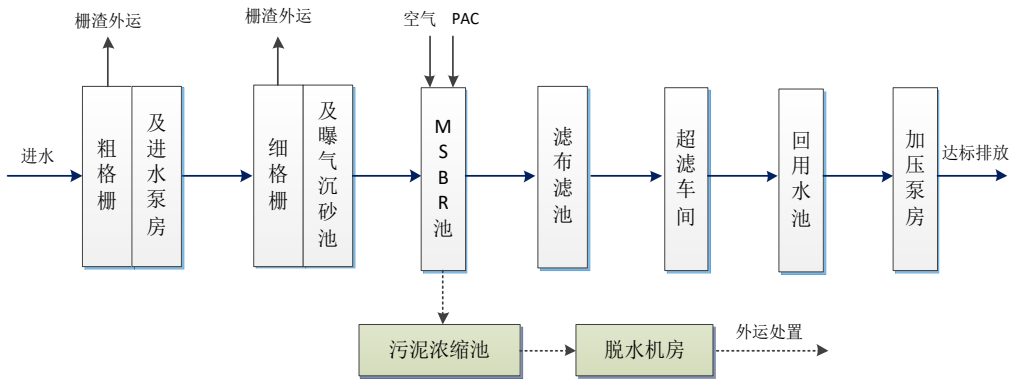 栅渣外运
栅渣外运
空气
PAC
进水
粗格栅
及进水泵房
细格栅
及曝气沉砂池
MSBR池
滤布滤池
超滤车间
回用水池
加压泵房
达标排放
污泥浓缩池
脱水机房
外运处置